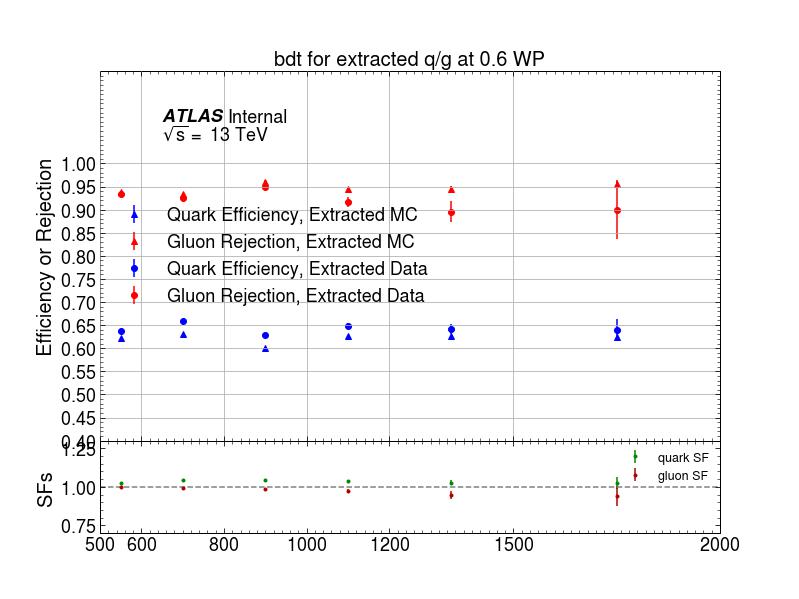 bdt for extracted q/g at 0.6 WP
ATLAS Internal
√s = 13 TeV
Efficiency or Rejection
1.00
0.95
0.90
0.85
0.80
0.75
0.70
0.65
0.60
0.55
0.50
0.45
0.40
Quark Efficiency, Extracted MC
Gluon Rejection, Extracted MC
Quark Efficiency, Extracted Data
Gluon Rejection, Extracted Data
SFs
1.25
1.00
0.75
quark SF
gluon SF
500 600 800 1000 1200 1500 2000